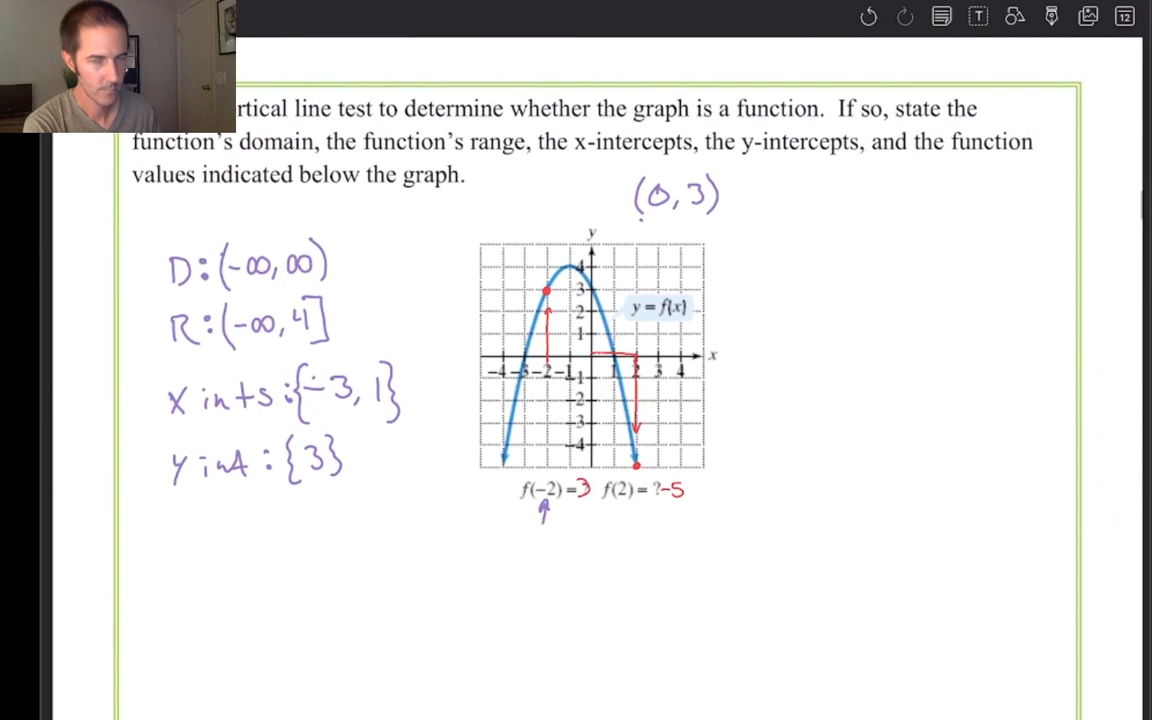 rtical line test to determine whether the graph is a function. If so, state the
function's domain, the function's range, the x-intercepts, the y-intercepts, and the function
values indicated below the graph.
(0,3)
D:(-∞,∞)
R:(-∞,4]
x ints:{-3,1}
y int:{3}
y
4
3
2
1
y = f(x)
x
-4 -3 -2 -1 1 2 3 4
-1
-2
-3
-4
f(-2) =3 f(2) = ?-5
12
T